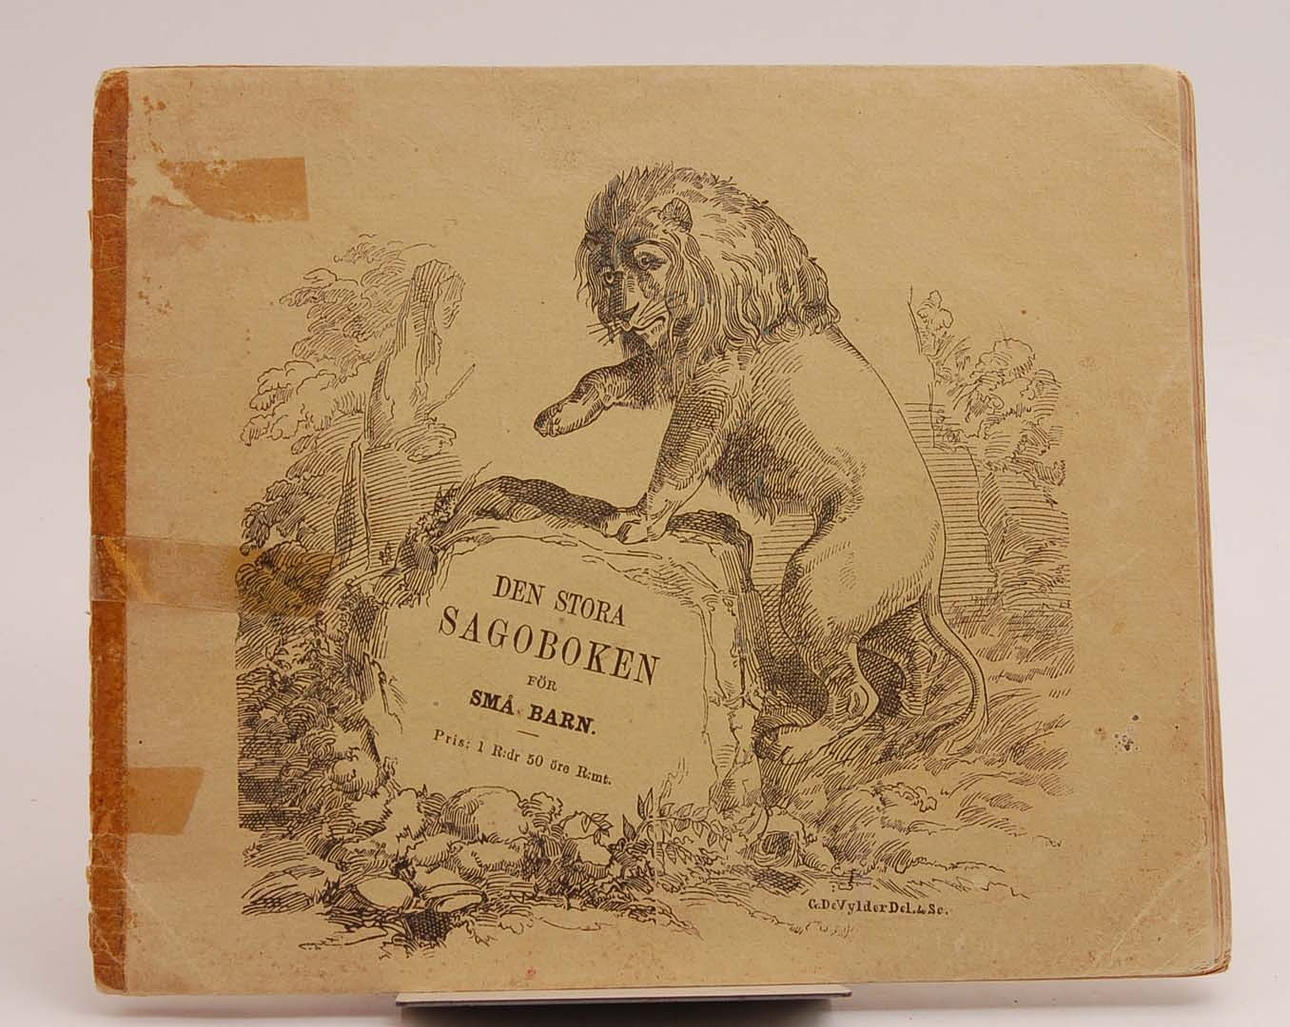 DEN STORA
SAGOBOKEN
FÖR
SMÅ BARN.
Pris: 1 R:dr 50 öre R:mt.
G. De Vylder Del. & Sc.